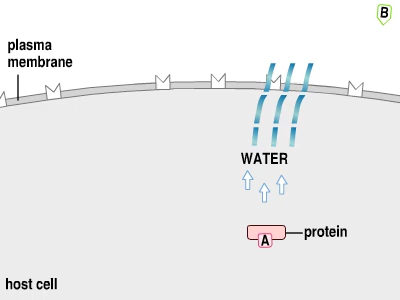 B
plasma
membrane
WATER
A
protein
host cell